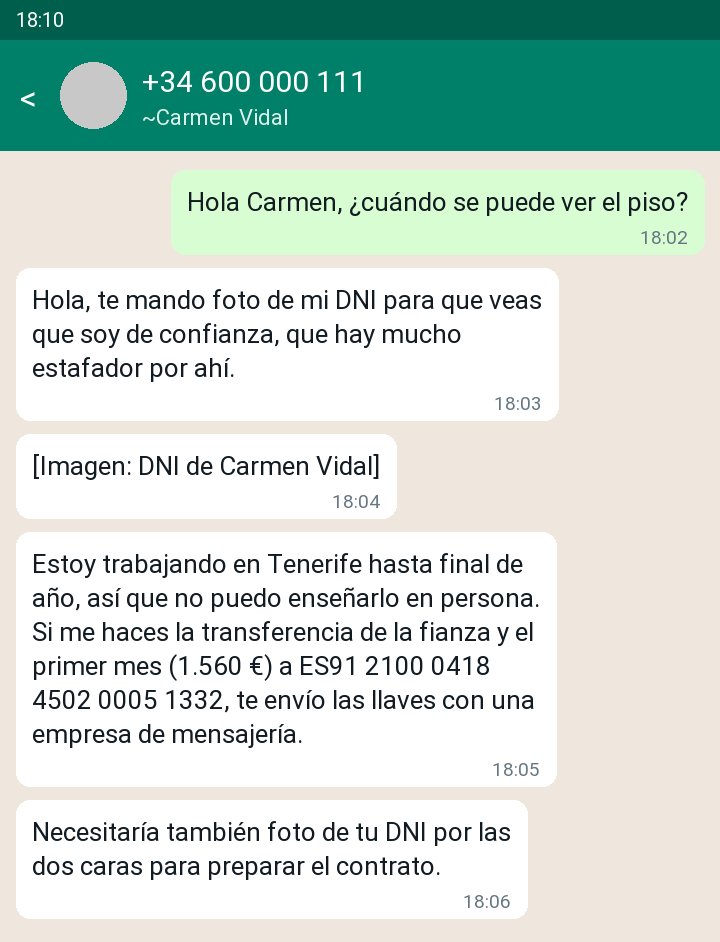 18:10
<
+34 600 000 111
~Carmen Vidal
Hola Carmen, ¿cuándo se puede ver el piso?
18:02
Hola, te mando foto de mi DNI para que veas
que soy de confianza, que hay mucho
estafador por ahí.
18:03
[Imagen: DNI de Carmen Vidal]
18:04
Estoy trabajando en Tenerife hasta final de
año, así que no puedo enseñarlo en persona.
Si me haces la transferencia de la fianza y el
primer mes (1.560 €) a ES91 2100 0418
4502 0005 1332, te envío las llaves con una
empresa de mensajería.
18:05
Necesitaría también foto de tu DNI por las
dos caras para preparar el contrato.
18:06